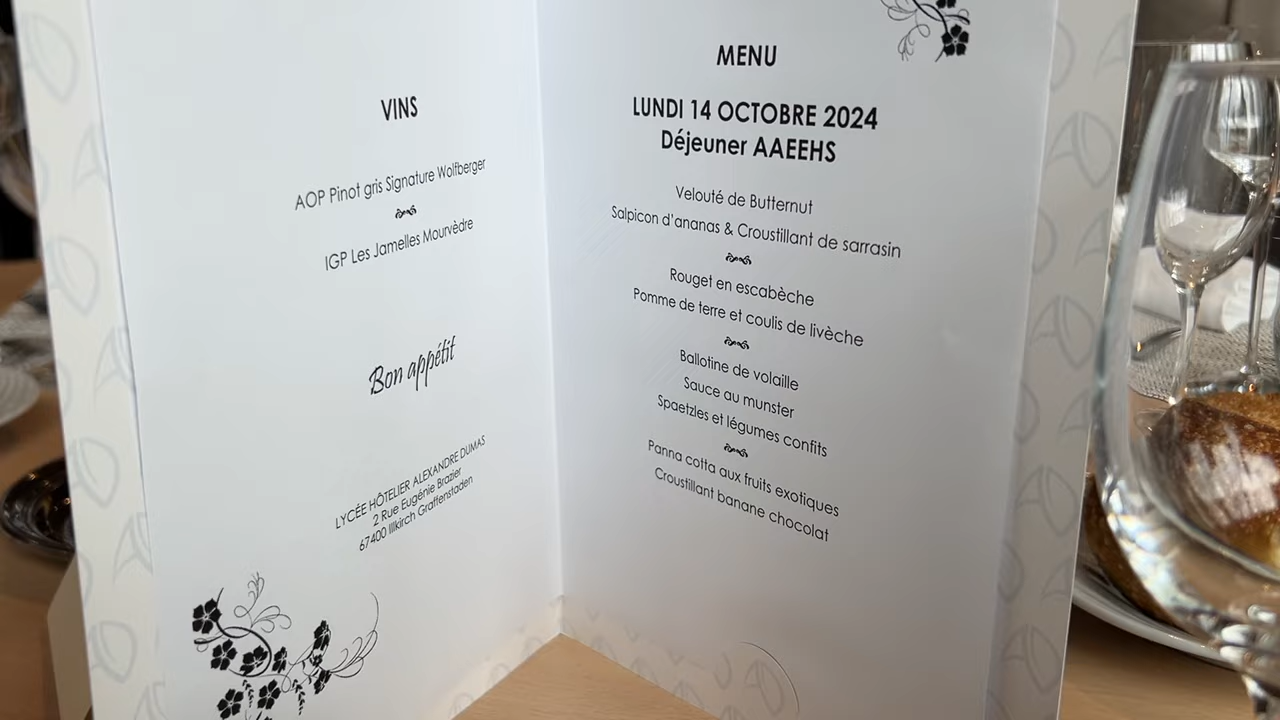 VINS
AOP Pinot gris Signature Wolfberger
IGP Les Jamelles Mourvèdre
Bon appétit
LYCÉE HÔTELIER ALEXANDRE DUMAS
2 Rue Eugénie Brazier
67400 Illkirch Graffenstaden
MENU
LUNDI 14 OCTOBRE 2024
Déjeuner AAEEHS
Velouté de Butternut
Salpicon d'ananas & Croustillant de sarrasin
Rouget en escabèche
Pomme de terre et coulis de livèche
Ballotine de volaille
Sauce au munster
Spaetzles et légumes confits
Panna cotta aux fruits exotiques
Croustillant banane chocolat